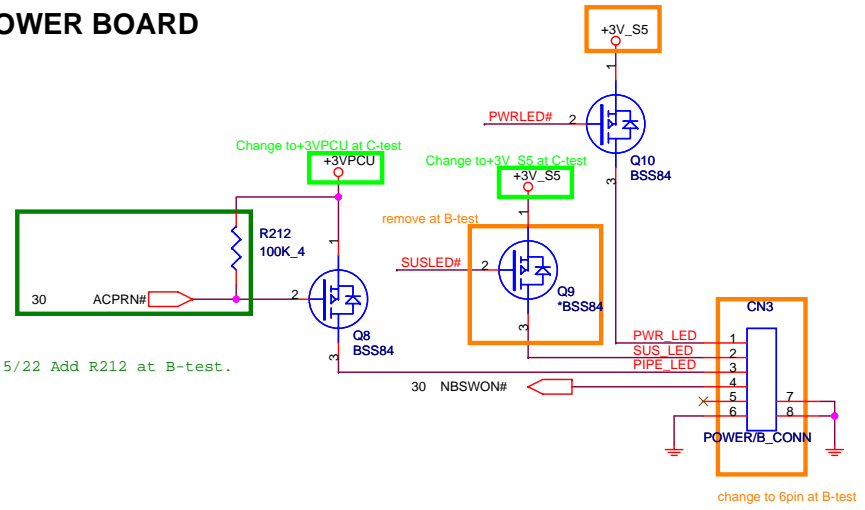 OWER BOARD
+3V_S5
1
PWRLED#
2
Q10
BSS84
3
Change to+3VPCU at C-test
+3VPCU
Change to+3V_S5 at C-test
+3V_S5
1
remove at B-test
R212
100K_4
1
SUSLED#
2
Q9
*BSS84
3
30 ACPRN#
2
Q8
BSS84
3
5/22 Add R212 at B-test.
CN3
PWR_LED 1
SUS_LED 2
PIPE_LED 3
30 NBSWON# 4
5 7
6 8
POWER/B_CONN
change to 6pin at B-test